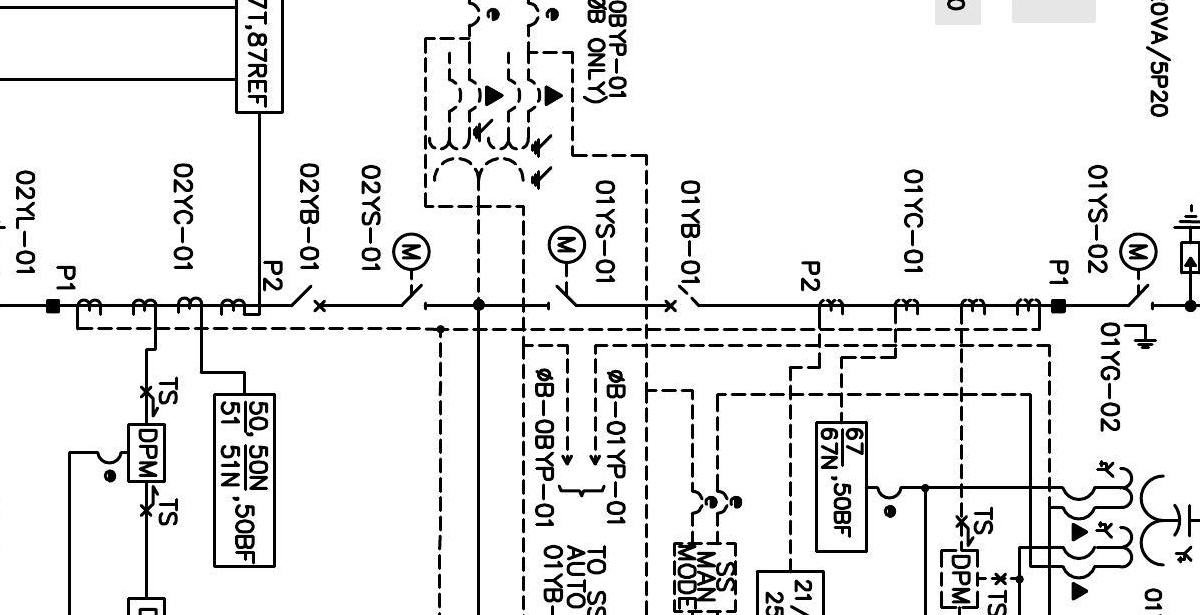 7T,87REF
0BYP-01
ØB ONLY)
0VA/5P20
02YL-01
P1
02YC-01
P2
02YB-01
02YS-01
M
M
01YS-01
01YB-01
P2
01YC-01
P1
01YS-02
M
01YG-02
TS
DPM
TS
50, 50N ,50BF
51 51N
ØB-0BYP-01
ØB-01YP-01
TO SS
AUTO
01YB-
SS
MAN
MODE
67 ,50BF
67N
21/
25
TS
DPM
TS
01